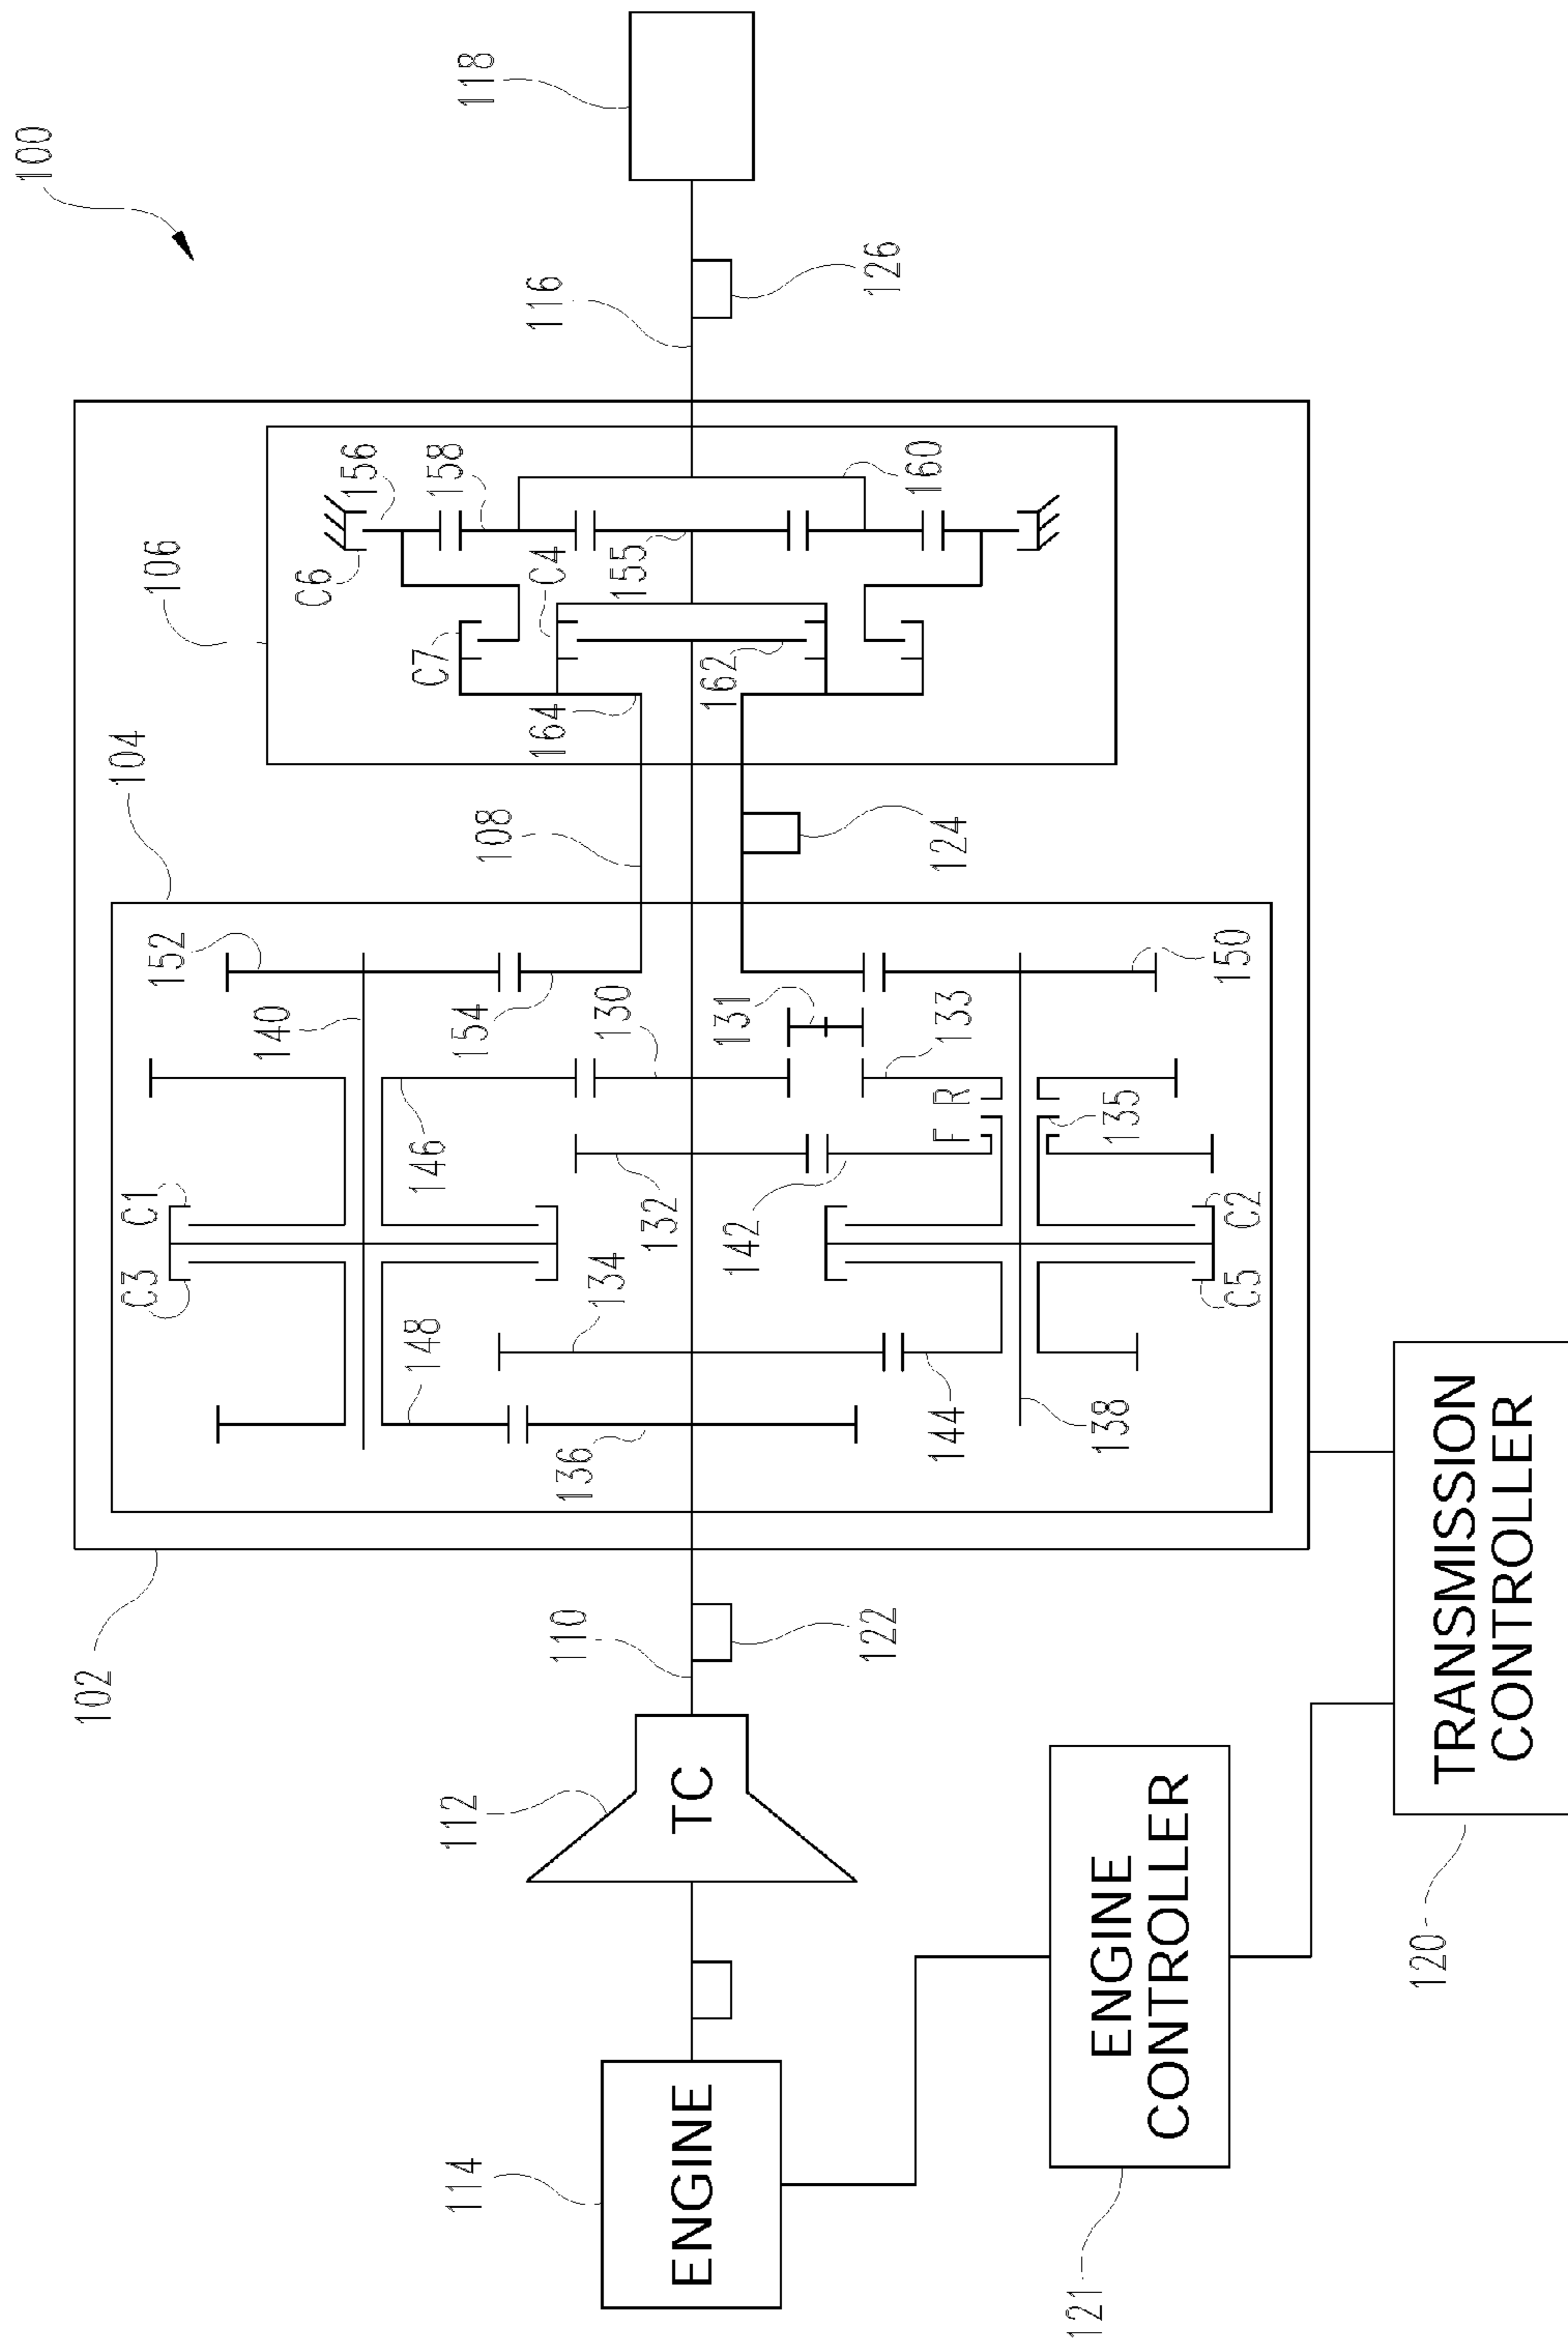 100
118
116
126
106
C6
156
158
160
C7
C4
155
164
162
104
108
124
152
140
154
130
131
133
150
F R
135
C1
C3
146
132
142
C2
C5
134
148
136
144
138
102
110
122
112
TC
114
ENGINE
ENGINE
CONTROLLER
121
TRANSMISSION
CONTROLLER
120